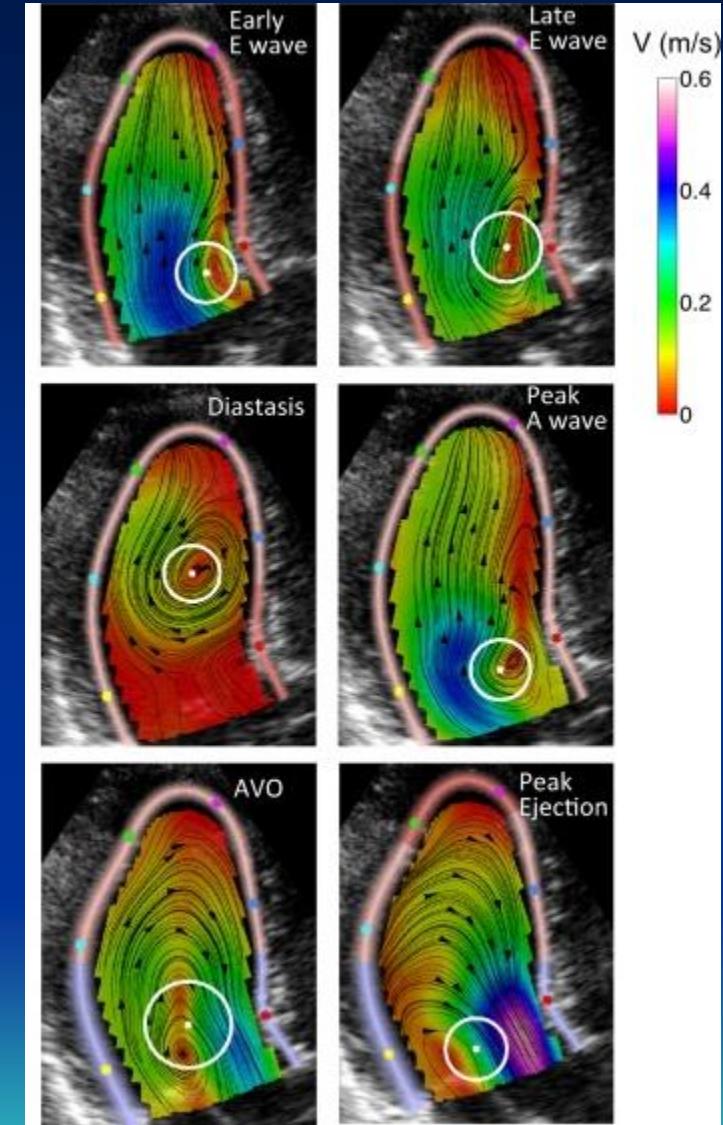 Early
E wave
Late
E wave
V (m/s)
0.6
0.4
0.2
0
Diastasis
Peak
A wave
AVO
Peak
Ejection